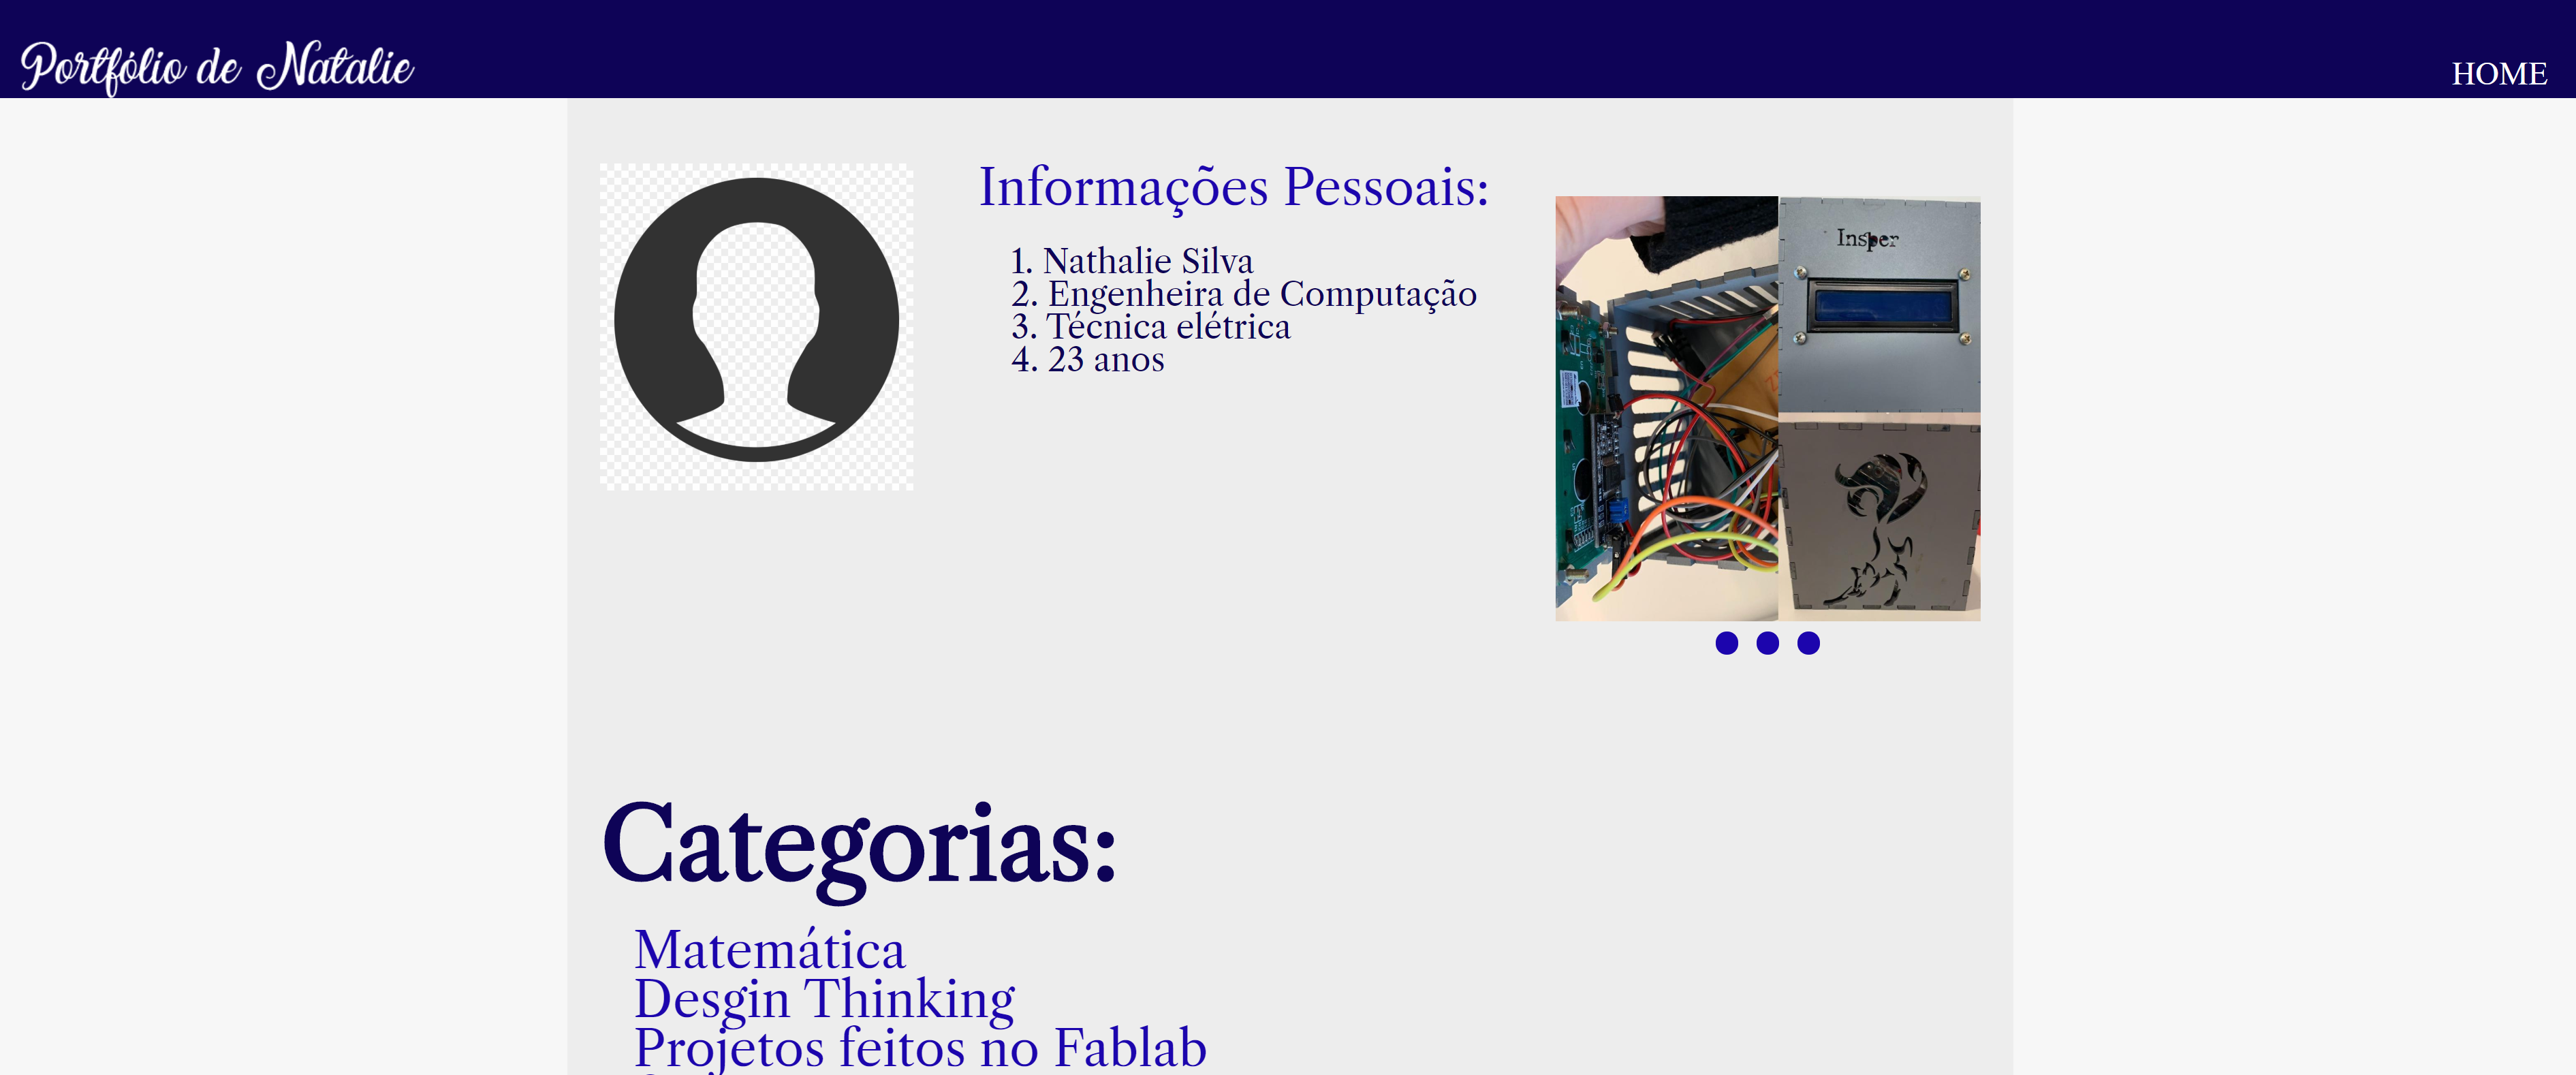 Portfólio de Natalie
HOME
Informações Pessoais:
1. Nathalie Silva
2. Engenheira de Computação
3. Técnica elétrica
4. 23 anos
Insper
Categorias:
Matemática
Desgin Thinking
Projetos feitos no Fablab